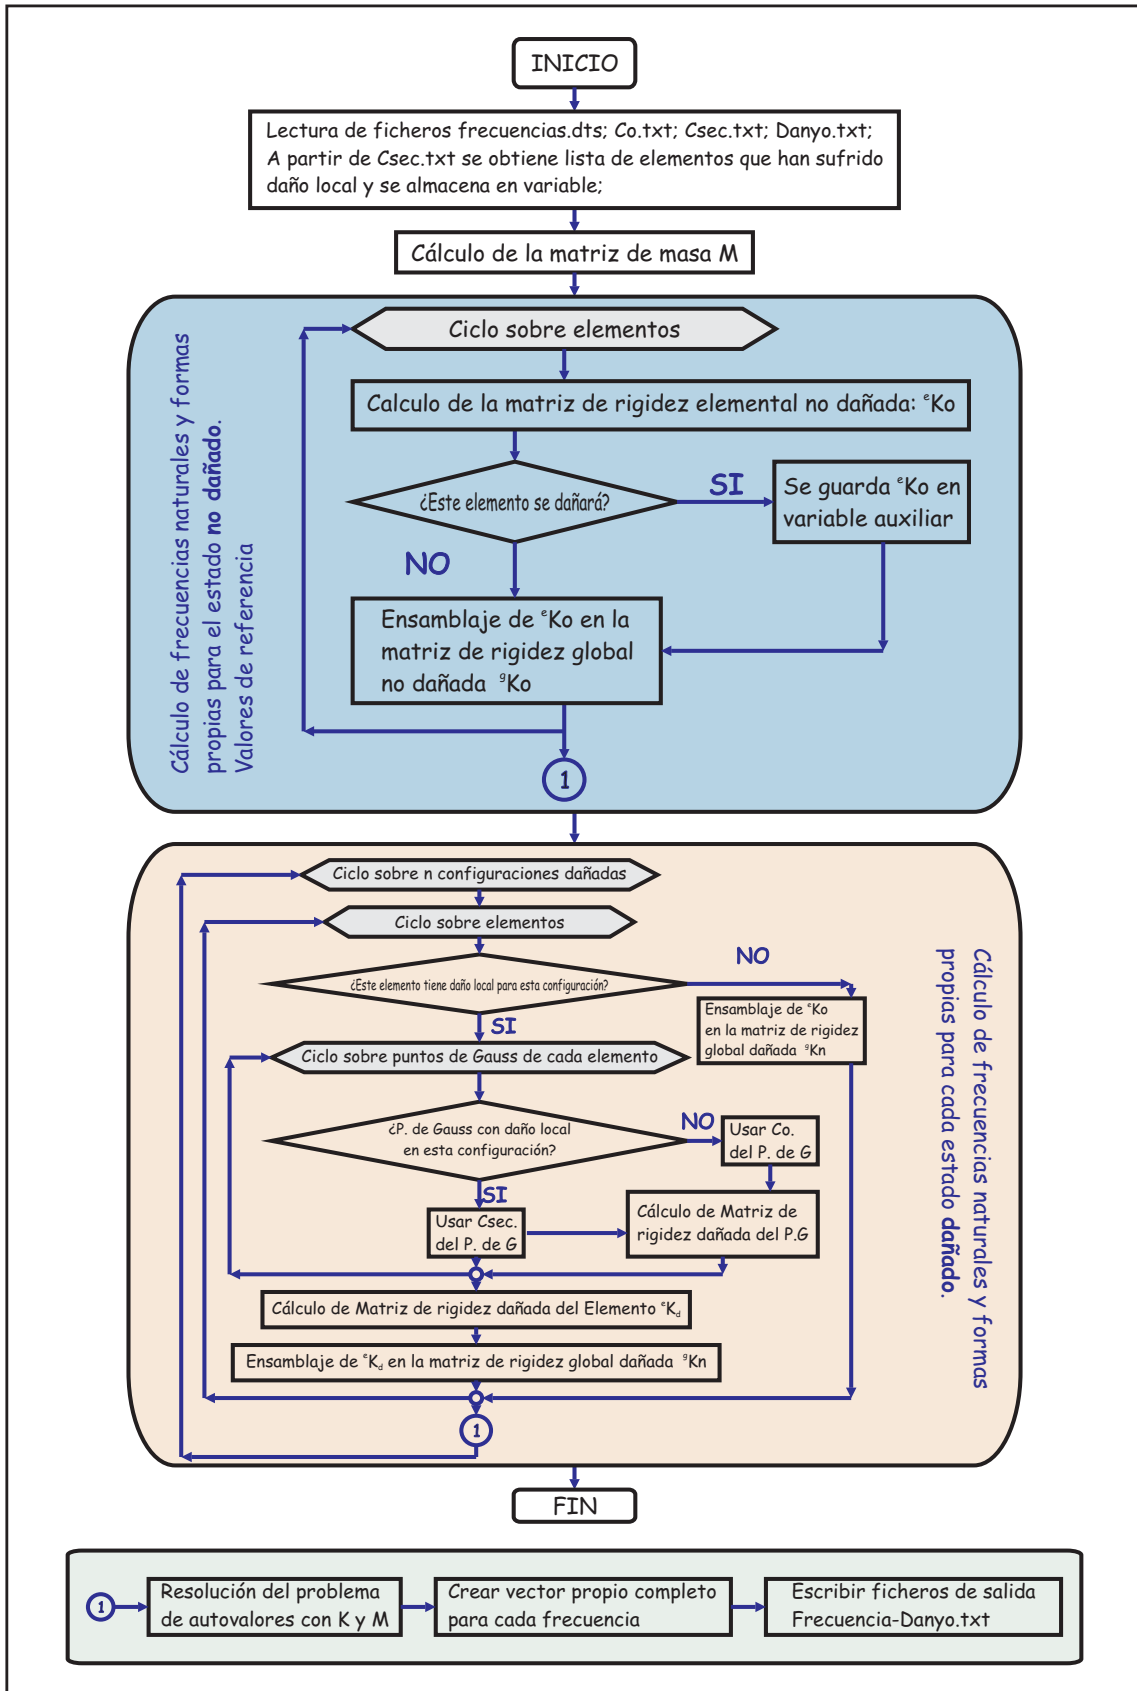 INICIO
Lectura de ficheros frecuencias.dts; Co.txt; Csec.txt; Danyo.txt;
A partir de Csec.txt se obtiene lista de elementos que han sufrido
daño local y se almacena en variable;
Cálculo de la matriz de masa M
Cálculo de frecuencias naturales y formas
propias para el estado no dañado.
Valores de referencia
Ciclo sobre elementos
Calculo de la matriz de rigidez elemental no dañada: ᵉKo
¿Este elemento se dañará?
SI
Se guarda ᵉKo en
variable auxiliar
NO
Ensamblaje de ᵉKo en la
matriz de rigidez global
no dañada ᵍKo
1
Ciclo sobre n configuraciones dañadas
Ciclo sobre elementos
¿Este elemento tiene daño local para esta configuración?
NO
Ensamblaje de ᵉKo
en la matriz de rigidez
global dañada ᵍKn
SI
Ciclo sobre puntos de Gauss de cada elemento
¿P. de Gauss con daño local
en esta configuración?
NO
Usar Co.
del P. de G
SI
Usar Csec.
del P. de G
Cálculo de Matriz de
rigidez dañada del P.G
Cálculo de Matriz de rigidez dañada del Elemento ᵉK_d
Ensamblaje de ᵉK_d en la matriz de rigidez global dañada ᵍKn
1
Cálculo de frecuencias naturales y formas
propias para cada estado dañado.
FIN
1
Resolución del problema
de autovalores con K y M
Crear vector propio completo
para cada frecuencia
Escribir ficheros de salida
Frecuencia-Danyo.txt